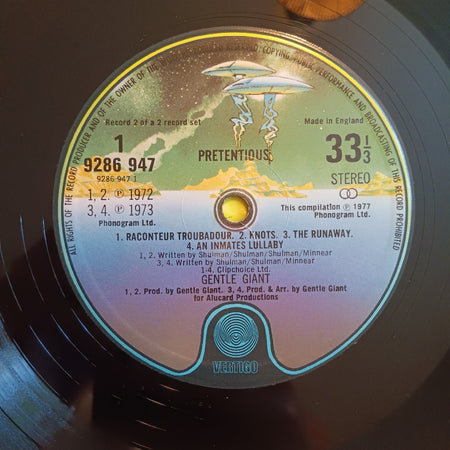 ALL RIGHTS OF THE RECORD PRODUCER AND OF THE OWNER OF THE WORK REPRODUCED RESERVED. COPYING, PUBLIC PERFORMANCE AND BROADCASTING OF THIS RECORD PROHIBITED
Record 2 of a 2 record set
Made in England
1
9286 947
9286 947 1
PRETENTIOUS
33 1/3
STEREO
1, 2. ℗ 1972
3, 4. ℗ 1973
Phonogram Ltd.
This compilation ℗ 1977
Phonogram Ltd.
1. RACONTEUR TROUBADOUR. 2. KNOTS. 3. THE RUNAWAY.
4. AN INMATES LULLABY
1, 2. Written by Shulman/Shulman/Shulman/Minnear
3, 4. Written by Shulman/Shulman/Minnear
1-4. Clipchoice Ltd.
GENTLE GIANT
1, 2. Prod. by Gentle Giant. 3, 4. Prod. & Arr. by Gentle Giant
for Alucard Productions
VERTIGO